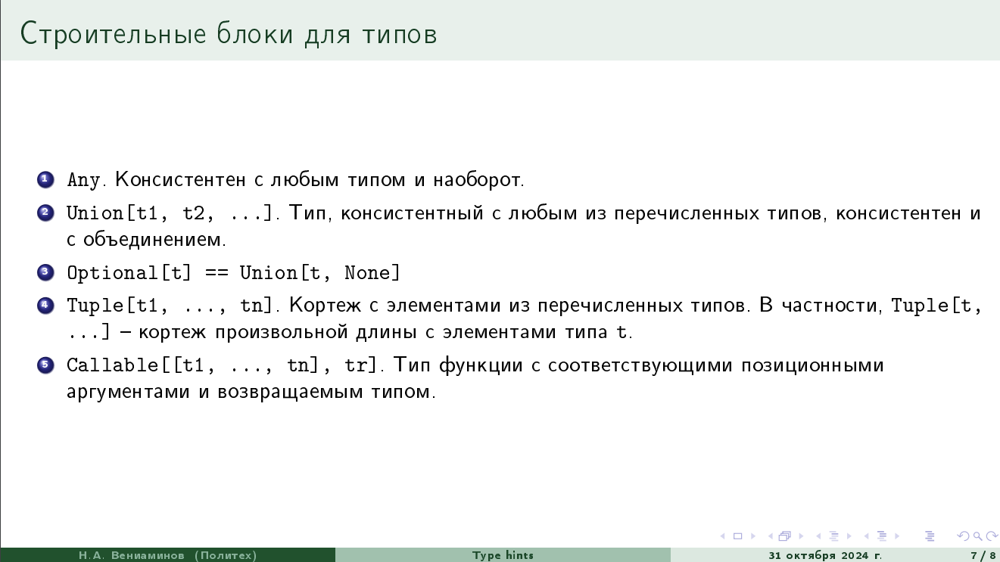 Строительные блоки для типов
1 Any. Консистентен с любым типом и наоборот.
2 Union[t1, t2, ...]. Тип, консистентный с любым из перечисленных типов, консистентен и
с объединением.
3 Optional[t] == Union[t, None]
4 Tuple[t1, ..., tn]. Кортеж с элементами из перечисленных типов. В частности, Tuple[t,
...] – кортеж произвольной длины с элементами типа t.
5 Callable[[t1, ..., tn], tr]. Тип функции с соответствующими позиционными
аргументами и возвращаемым типом.
Н.А. Вениаминов (Политех) Type hints 31 октября 2024 г. 7 / 8